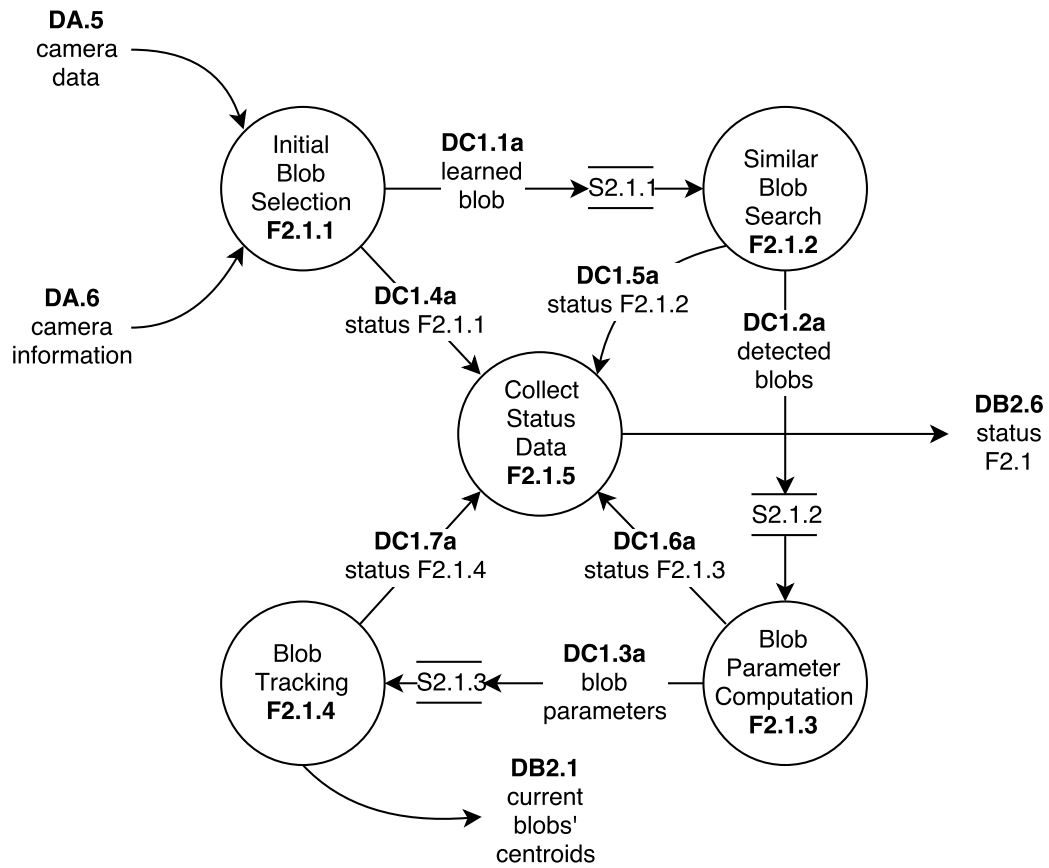 DA.5
camera
data
Initial
Blob
Selection
F2.1.1
DC1.1a
learned
blob
S2.1.1
Similar
Blob
Search
F2.1.2
DA.6
camera
information
DC1.4a
status F2.1.1
DC1.5a
status F2.1.2
DC1.2a
detected
blobs
Collect
Status
Data
F2.1.5
DB2.6
status
F2.1
S2.1.2
DC1.7a
status F2.1.4
DC1.6a
status F2.1.3
Blob
Tracking
F2.1.4
S2.1.3
DC1.3a
blob
parameters
Blob
Parameter
Computation
F2.1.3
DB2.1
current
blobs'
centroids